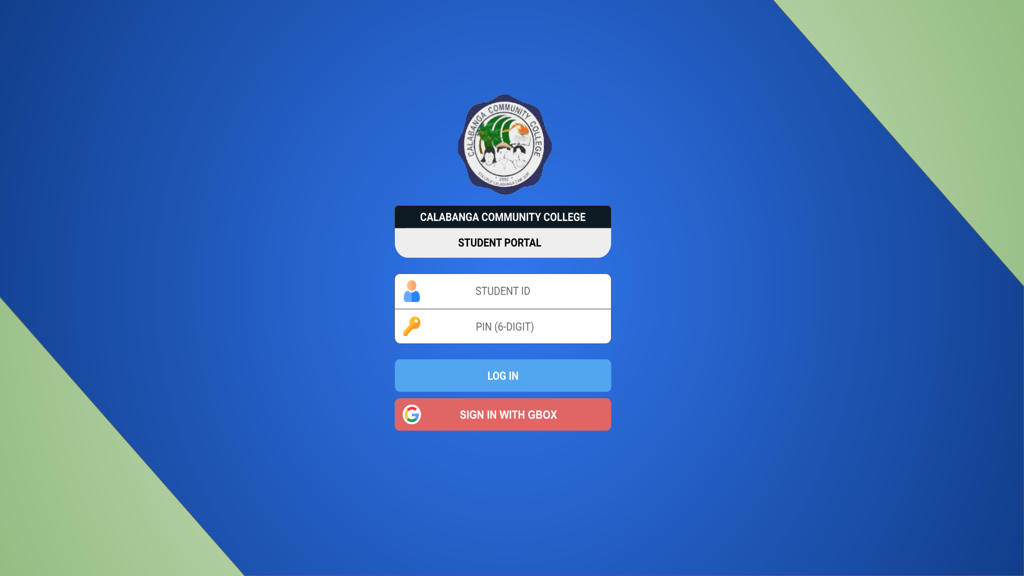 CALABANGA COMMUNITY COLLEGE
CALABANGA COMMUNITY COLLEGE
STUDENT PORTAL
STUDENT ID
PIN (6-DIGIT)
LOG IN
SIGN IN WITH GBOX